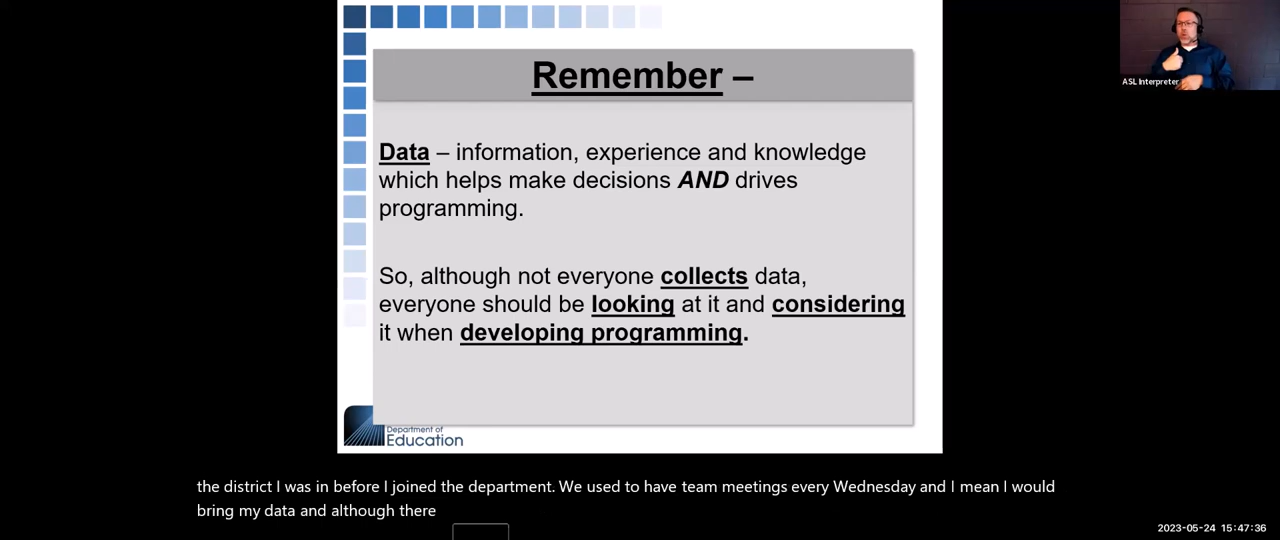 Remember –
ASL Interpreter
Data – information, experience and knowledge
which helps make decisions AND drives
programming.
So, although not everyone collects data,
everyone should be looking at it and considering
it when developing programming.
Department of
Education
the district I was in before I joined the department. We used to have team meetings every Wednesday and I mean I would
bring my data and although there
2023-05-24 15:47:36